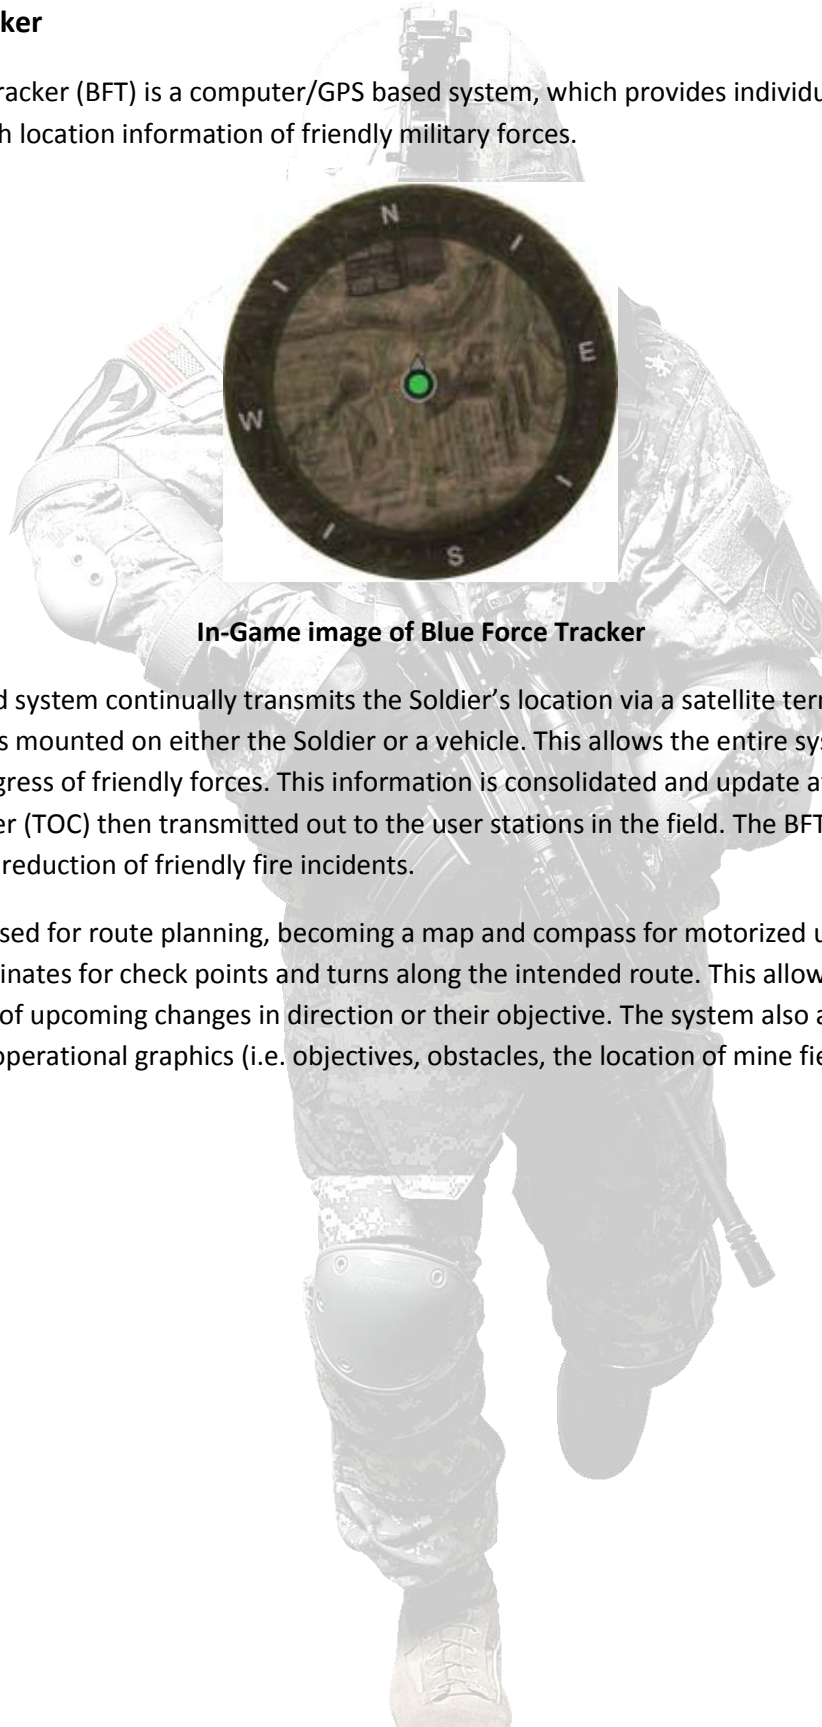 ker
racker (BFT) is a computer/GPS based system, which provides individu
h location information of friendly military forces.
N
E
W
S
In-Game image of Blue Force Tracker
d system continually transmits the Soldier’s location via a satellite ter
s mounted on either the Soldier or a vehicle. This allows the entire sys
gress of friendly forces. This information is consolidated and update a
er (TOC) then transmitted out to the user stations in the field. The BFT
reduction of friendly fire incidents.
sed for route planning, becoming a map and compass for motorized u
inates for check points and turns along the intended route. This allow
of upcoming changes in direction or their objective. The system also a
operational graphics (i.e. objectives, obstacles, the location of mine fie